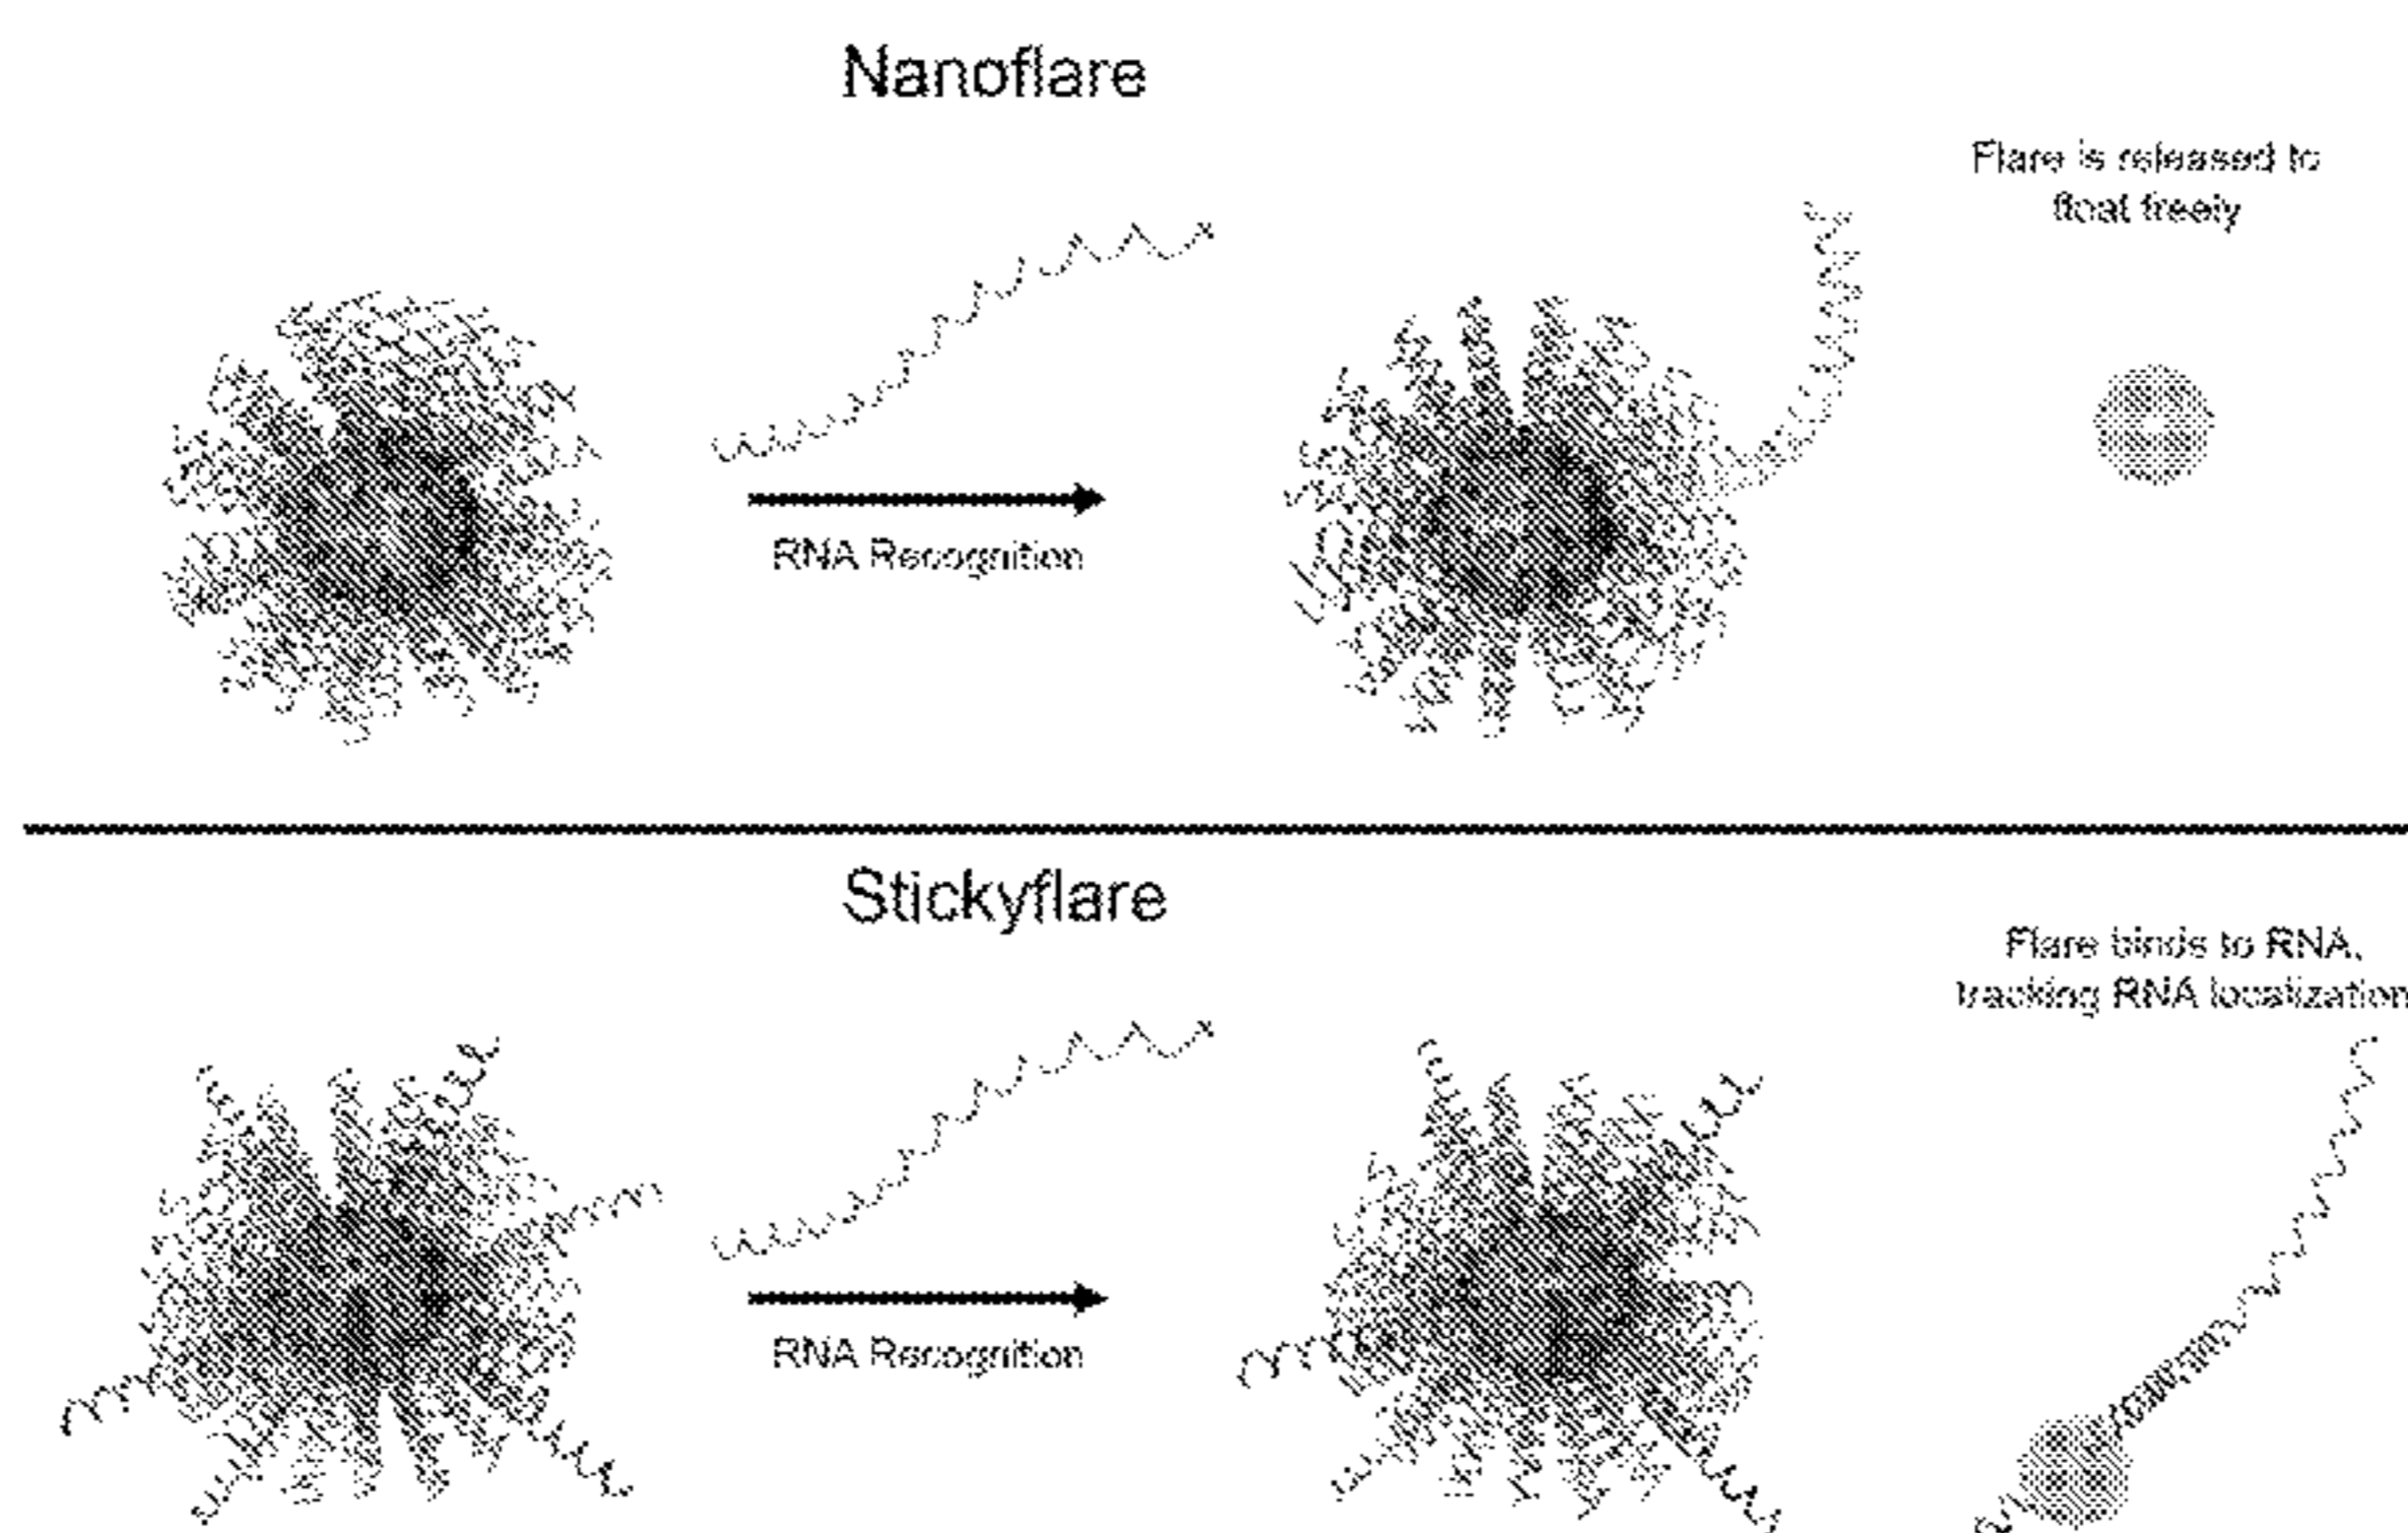 Nanoflare
Flare is released to
float freely
RNA Recognition
Stickyflare
Flare binds to RNA,
tracking RNA localization
RNA Recognition